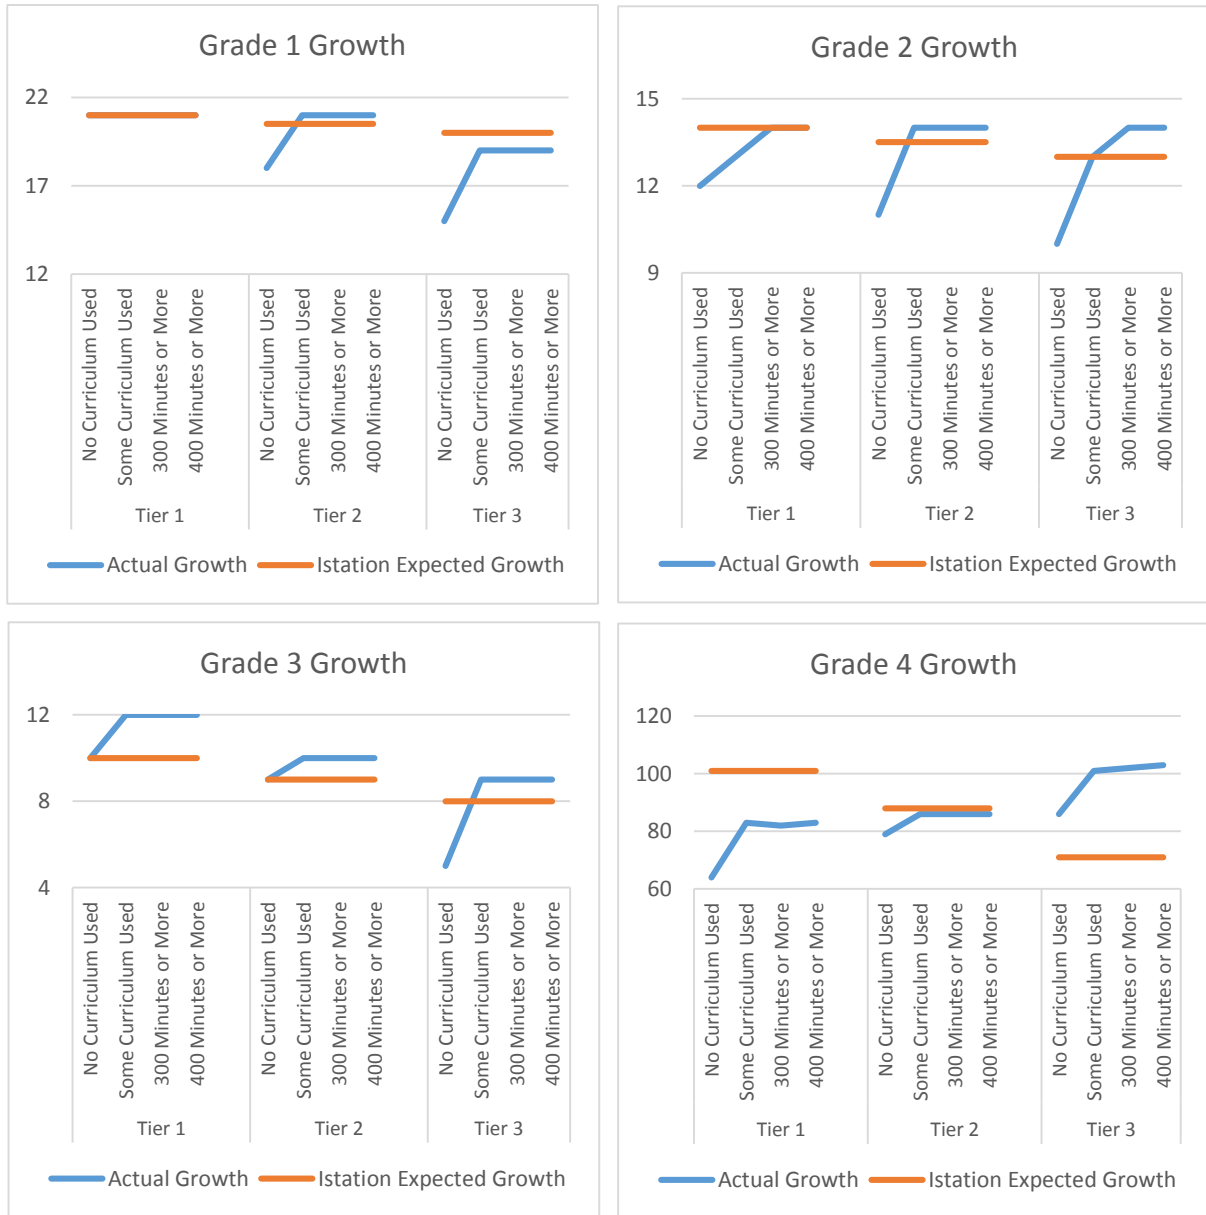 Grade 1 Growth
22
17
12
No Curriculum Used
Some Curriculum Used
300 Minutes or More
400 Minutes or More
No Curriculum Used
Some Curriculum Used
300 Minutes or More
400 Minutes or More
No Curriculum Used
Some Curriculum Used
300 Minutes or More
400 Minutes or More
Tier 1 Tier 2 Tier 3
Actual Growth Istation Expected Growth
Grade 2 Growth
15
12
9
No Curriculum Used
Some Curriculum Used
300 Minutes or More
400 Minutes or More
No Curriculum Used
Some Curriculum Used
300 Minutes or More
400 Minutes or More
No Curriculum Used
Some Curriculum Used
300 Minutes or More
400 Minutes or More
Tier 1 Tier 2 Tier 3
Actual Growth Istation Expected Growth
Grade 3 Growth
12
8
4
No Curriculum Used
Some Curriculum Used
300 Minutes or More
400 Minutes or More
No Curriculum Used
Some Curriculum Used
300 Minutes or More
400 Minutes or More
No Curriculum Used
Some Curriculum Used
300 Minutes or More
400 Minutes or More
Tier 1 Tier 2 Tier 3
Actual Growth Istation Expected Growth
Grade 4 Growth
120
100
80
60
No Curriculum Used
Some Curriculum Used
300 Minutes or More
400 Minutes or More
No Curriculum Used
Some Curriculum Used
300 Minutes or More
400 Minutes or More
No Curriculum Used
Some Curriculum Used
300 Minutes or More
400 Minutes or More
Tier 1 Tier 2 Tier 3
Actual Growth Istation Expected Growth